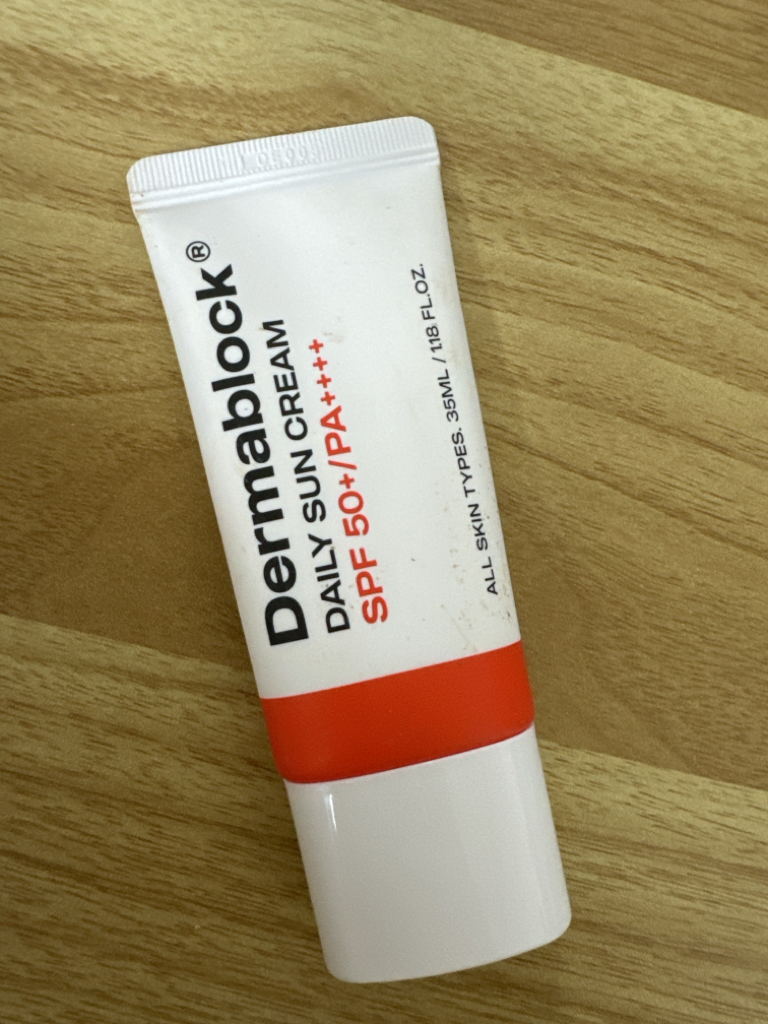 Dermablock®
DAILY SUN CREAM
SPF 50+/PA++++
ALL SKIN TYPES. 35ML / 1.18 FL.OZ.